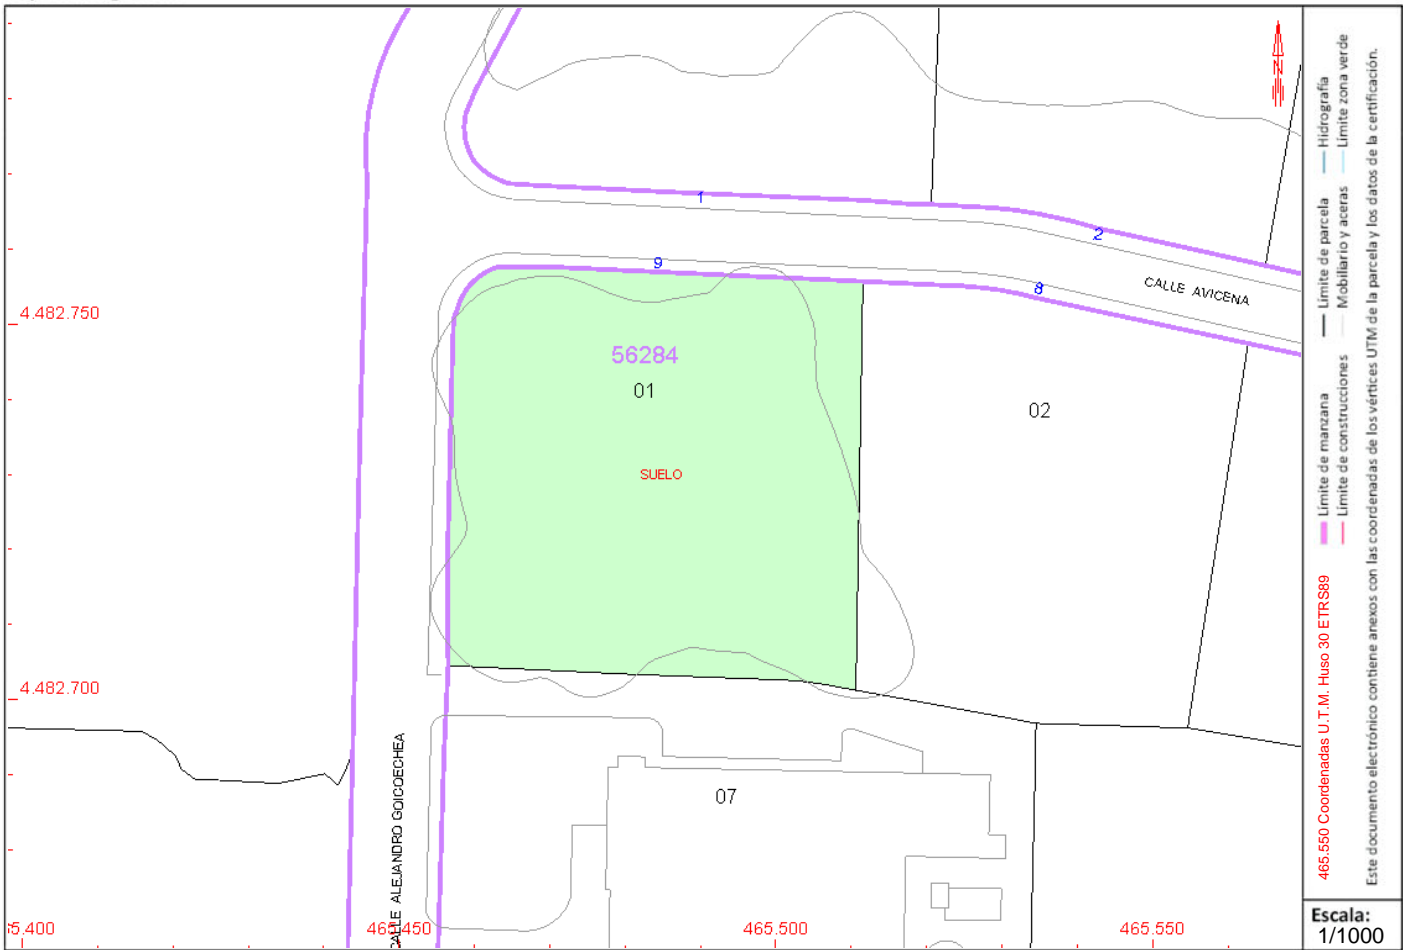 1
2
9
8
CALLE AVICENA
4.482.750
56284
01
02
SUELO
4.482.700
07
CALLE ALEJANDRO GOICOECHEA
5.400
465.450
465.500
465.550
N
465.550 Coordenadas U.T.M. Huso 30 ETRS89
Límite de manzana
Límite de parcela
Hidrografía
Límite de construcciones
Mobiliario y aceras
Límite zona verde
Este documento electrónico contiene anexos con las coordenadas de los vértices UTM de la parcela y los datos de la certificación.
Escala:
1/1000